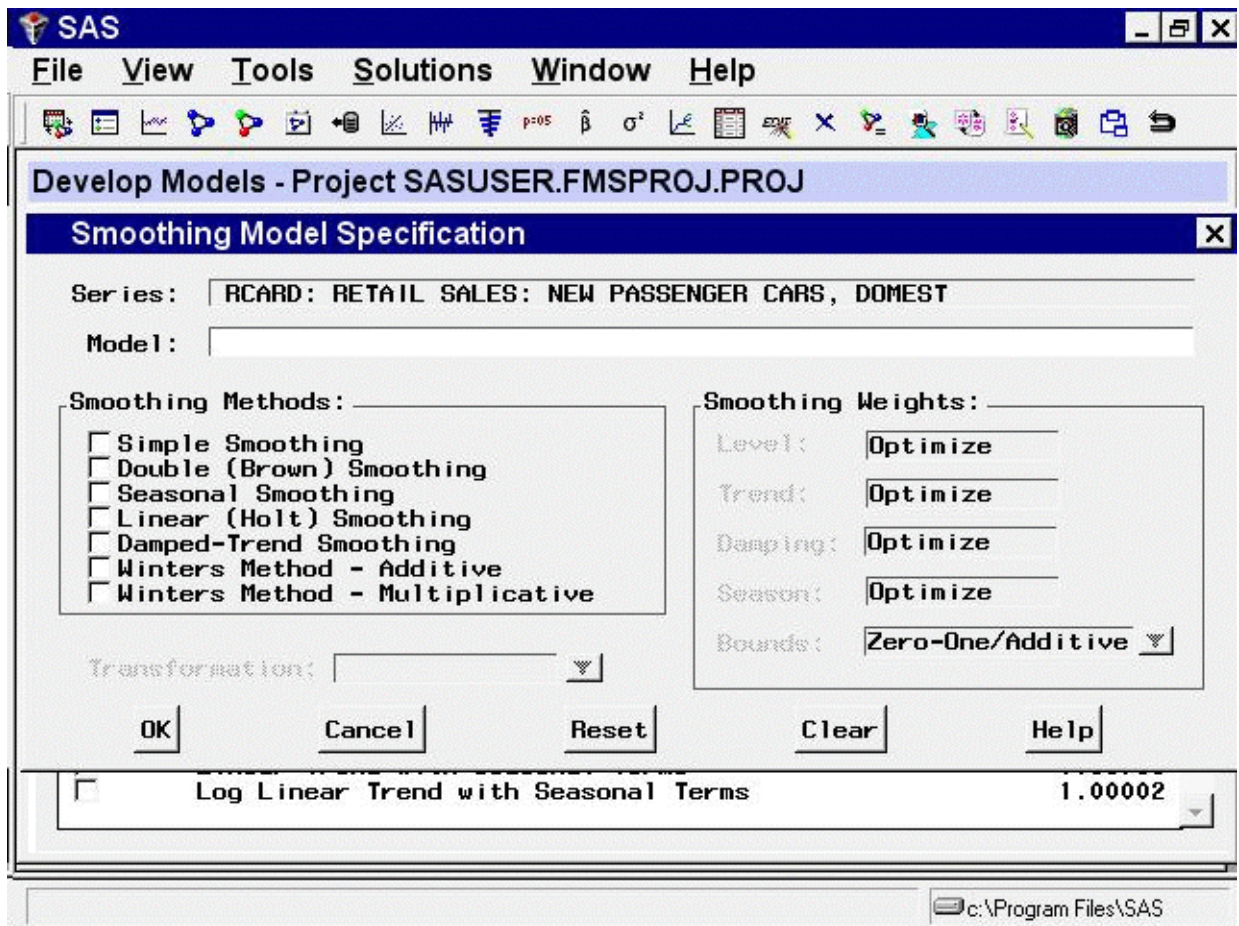 SAS
File View Tools Solutions Window Help
p=05 β̂ σ²
Develop Models - Project SASUSER.FMSPROJ.PROJ
Smoothing Model Specification
Series: RCARD: RETAIL SALES: NEW PASSENGER CARS, DOMEST
Model:
Smoothing Methods:
Simple Smoothing
Double (Brown) Smoothing
Seasonal Smoothing
Linear (Holt) Smoothing
Damped-Trend Smoothing
Winters Method - Additive
Winters Method - Multiplicative
Transformation:
Smoothing Weights:
Level: Optimize
Trend: Optimize
Damping: Optimize
Season: Optimize
Bounds: Zero-One/Additive
OK Cancel Reset Clear Help
Log Linear Trend with Seasonal Terms 1.00002
c:\Program Files\SAS